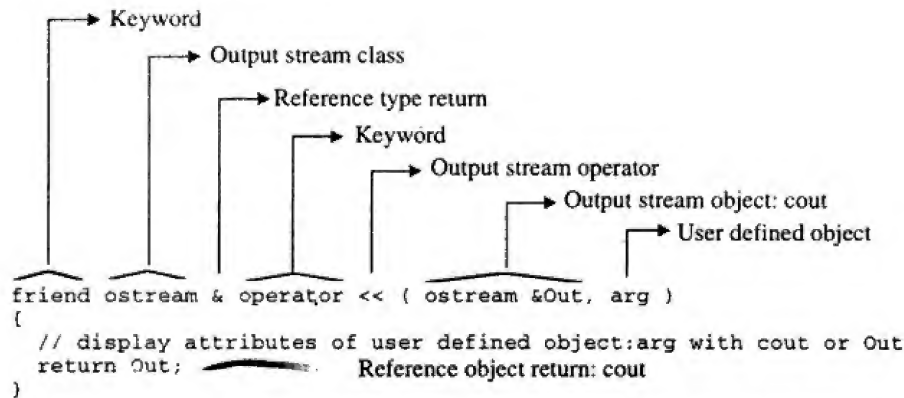 Keyword
Output stream class
Reference type return
Keyword
Output stream operator
Output stream object: cout
User defined object
friend ostream & operator << ( ostream &Out, arg )
{
// display attributes of user defined object:arg with cout or Out
return Out; Reference object return: cout
}